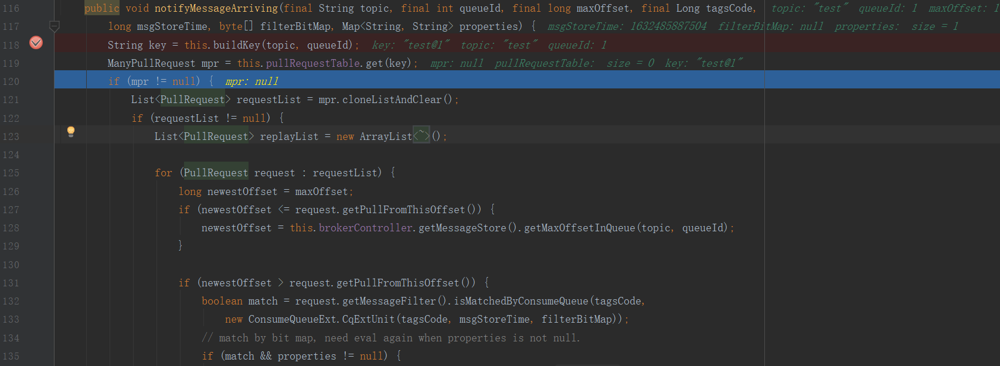 116 public void notifyMessageArriving(final String topic, final int queueId, final long maxOffset, final Long tagsCode, topic: "test" queueId: 1 maxOffset: 1
117 long msgStoreTime, byte[] filterBitMap, Map<String, String> properties) { msgStoreTime: 1632485887504 filterBitMap: null properties: size = 1
118 String key = this.buildKey(topic, queueId); key: "test@1" topic: "test" queueId: 1
119 ManyPullRequest mpr = this.pullRequestTable.get(key); mpr: null pullRequestTable: size = 0 key: "test@1"
120 if (mpr != null) { mpr: null
121 List<PullRequest> requestList = mpr.cloneListAndClear();
122 if (requestList != null) {
123 List<PullRequest> replayList = new ArrayList<~>();
124
125 for (PullRequest request : requestList) {
126 long newestOffset = maxOffset;
127 if (newestOffset <= request.getPullFromThisOffset()) {
128 newestOffset = this.brokerController.getMessageStore().getMaxOffsetInQueue(topic, queueId);
129 }
130
131 if (newestOffset > request.getPullFromThisOffset()) {
132 boolean match = request.getMessageFilter().isMatchedByConsumeQueue(tagsCode,
133 new ConsumeQueueExt.CqExtUnit(tagsCode, msgStoreTime, filterBitMap));
134 // match by bit map, need eval again when properties is not null.
135 if (match && properties != null) {